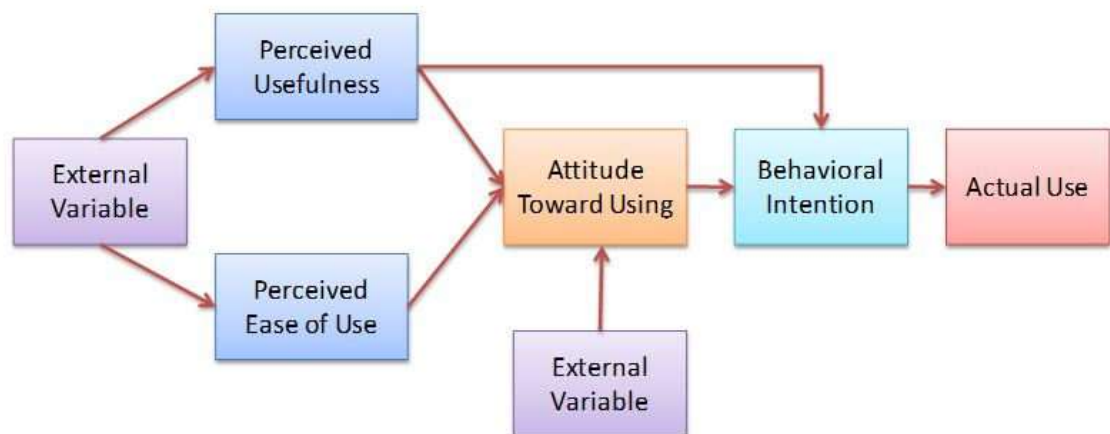 Perceived
Usefulness
External
Variable
Perceived
Ease of Use
Attitude
Toward Using
Behavioral
Intention
Actual Use
External
Variable